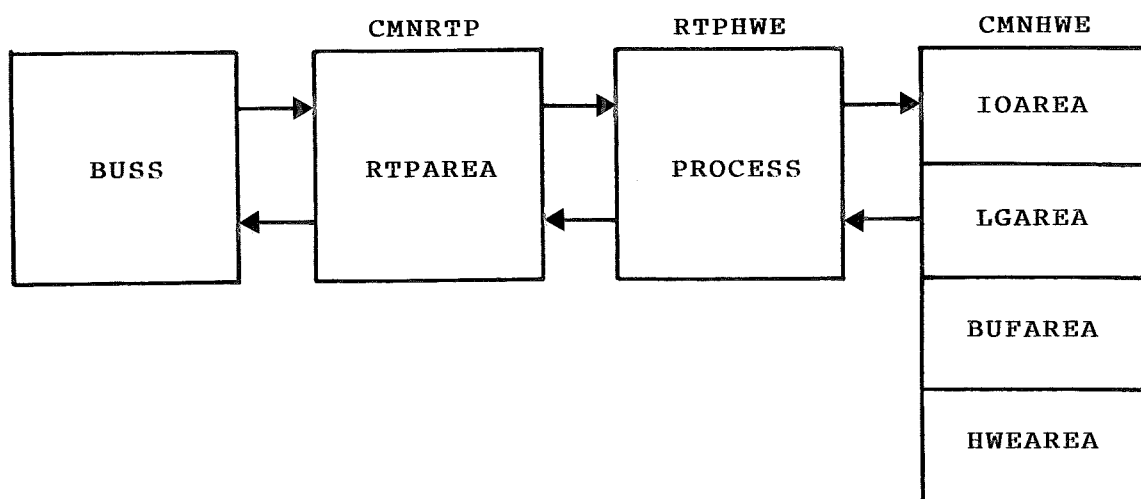 CMNRTP RTPHWE CMNHWE
BUSS RTPAREA PROCESS IOAREA
LGAREA
BUFAREA
HWEAREA